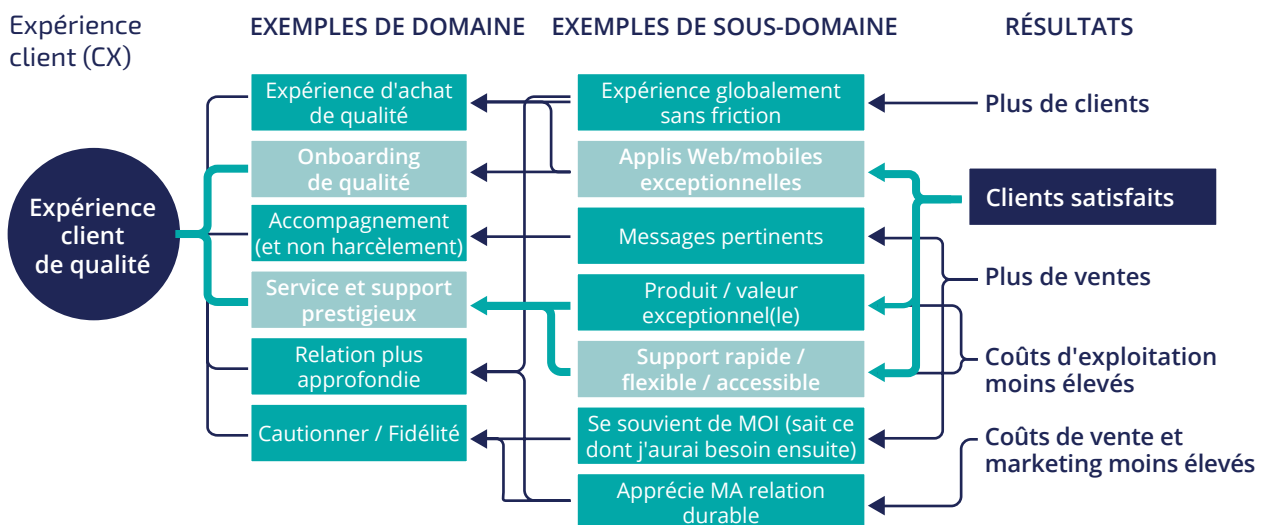 Expérience
client (CX)
EXEMPLES DE DOMAINE
EXEMPLES DE SOUS-DOMAINE
RÉSULTATS
Expérience
client
de qualité
Expérience d'achat
de qualité
Onboarding
de qualité
Accompagnement
(et non harcèlement)
Service et support
prestigieux
Relation plus
approfondie
Cautionner / Fidélité
Expérience globalement
sans friction
Applis Web/mobiles
exceptionnelles
Messages pertinents
Produit / valeur
exceptionnel(le)
Support rapide /
flexible / accessible
Se souvient de MOI (sait ce
dont j'aurai besoin ensuite)
Apprécie MA relation
durable
Plus de clients
Clients satisfaits
Plus de ventes
Coûts d'exploitation
moins élevés
Coûts de vente et
marketing moins élevés